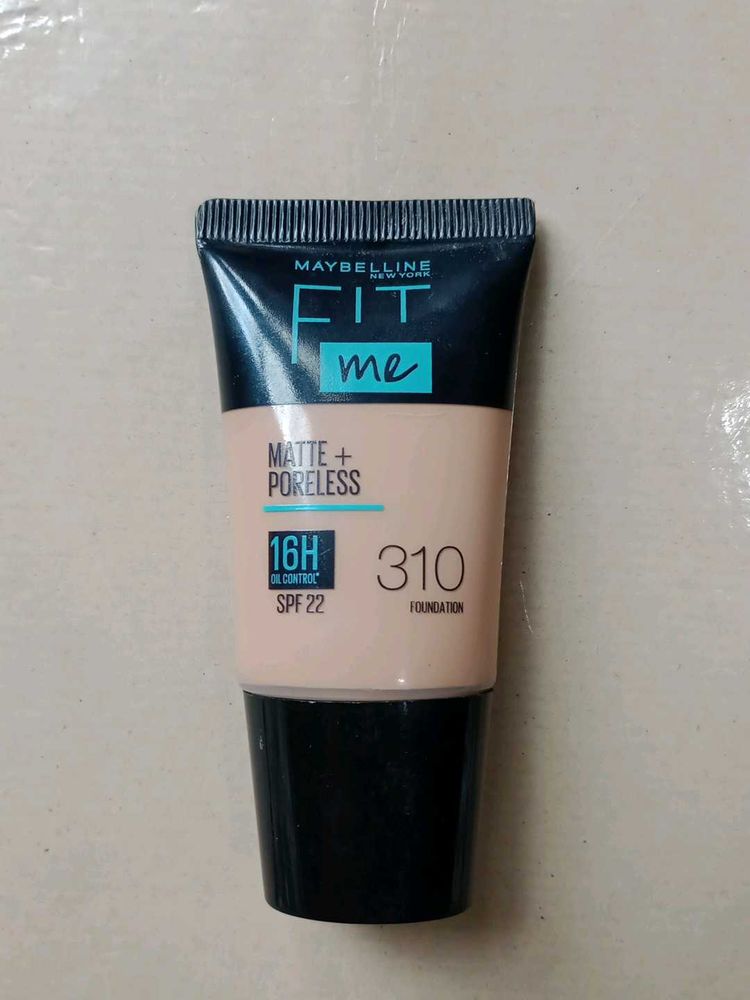 MAYBELLINE
NEW YORK
FIT
me
MATTE +
PORELESS
16H
OIL CONTROL*
SPF 22
310
FOUNDATION